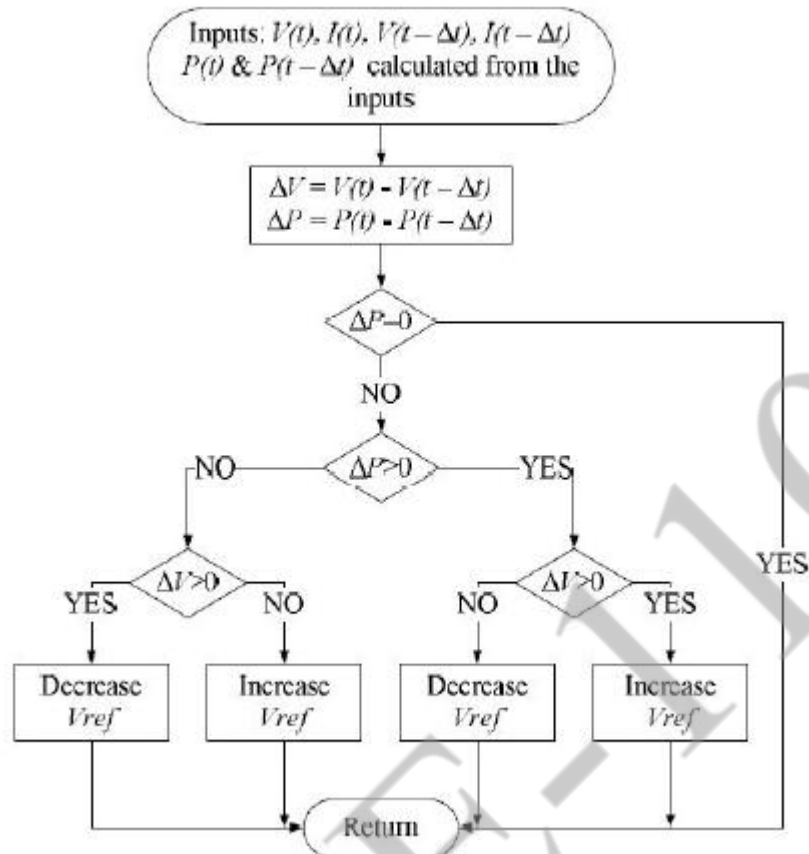 Inputs: V(t), I(t), V(t – Δt), I(t – Δt)
P(t) & P(t – Δt) calculated from the
inputs
ΔV = V(t) - V(t – Δt)
ΔP = P(t) - P(t – Δt)
ΔP=0
NO
ΔP>0
NO
YES
ΔV>0
ΔV>0
YES
YES
NO
NO
YES
Decrease
Vref
Increase
Vref
Decrease
Vref
Increase
Vref
Return